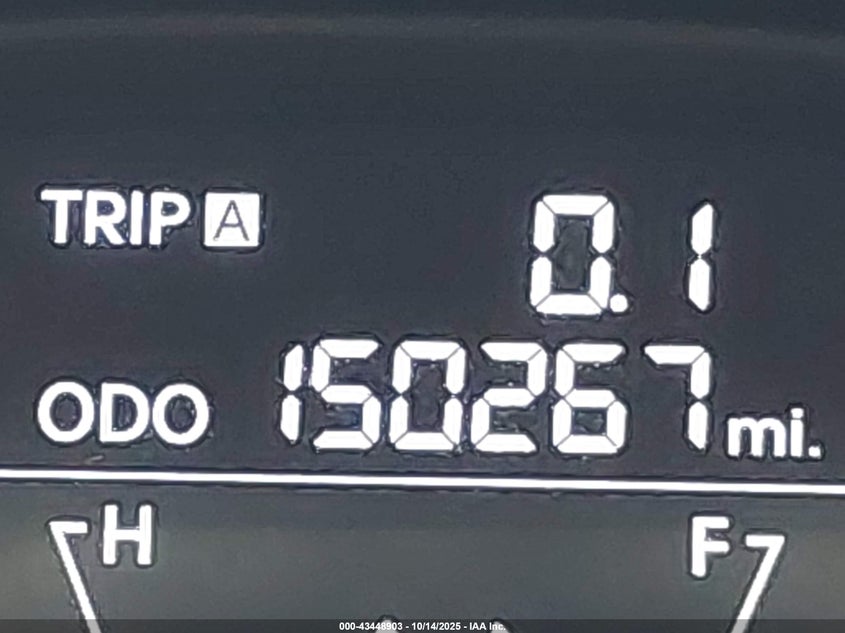 TRIP A 0.1
ODO 150267 mi.
H F
000-43448903 - 10/14/2025 - IAA Inc.